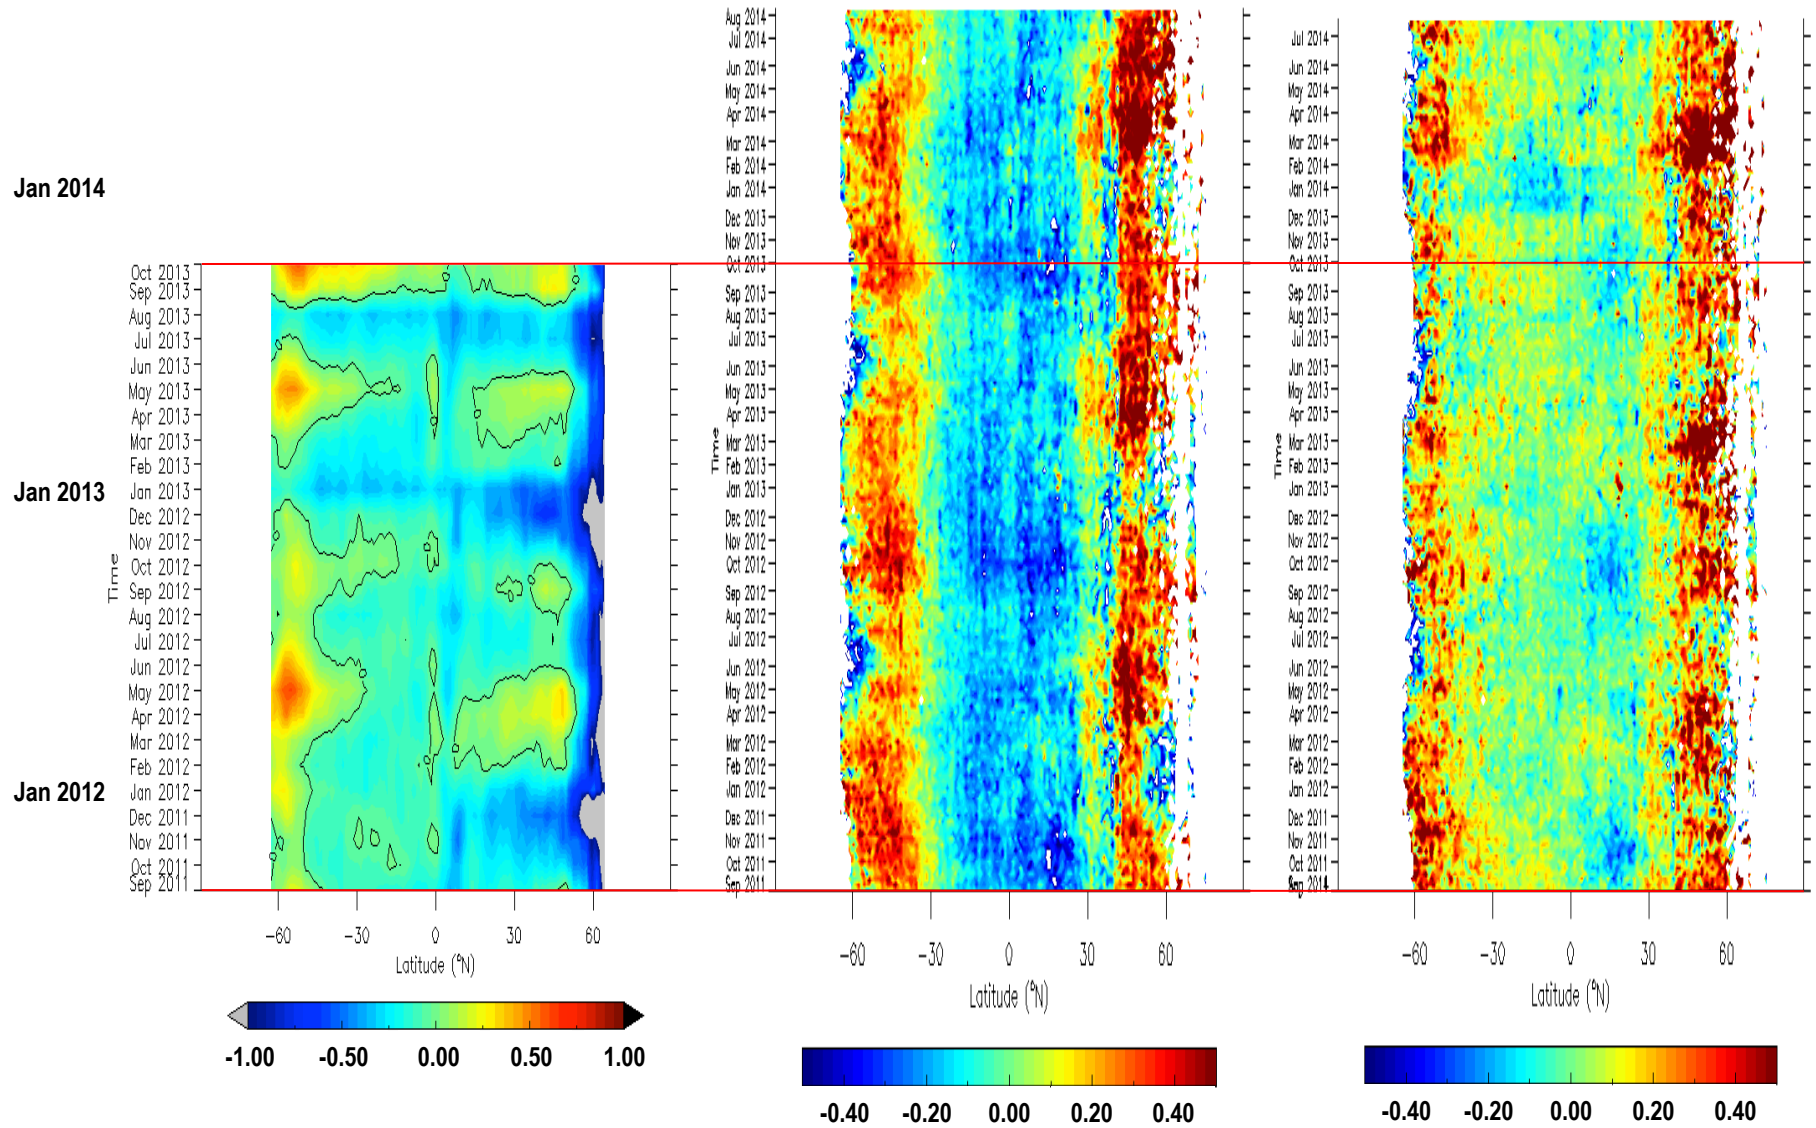 Jan 2014
Jan 2013
Jan 2012
Oct 2013
Sep 2013
Aug 2013
Jul 2013
Jun 2013
May 2013
Apr 2013
Mar 2013
Feb 2013
Jan 2013
Dec 2012
Nov 2012
Oct 2012
Sep 2012
Aug 2012
Jul 2012
Jun 2012
May 2012
Apr 2012
Mar 2012
Feb 2012
Jan 2012
Dec 2011
Nov 2011
Oct 2011
Sep 2011
Time
-60 -30 0 30 60
Latitude (°N)
-1.00 -0.50 0.00 0.50 1.00
Aug 2014
Jul 2014
Jun 2014
May 2014
Apr 2014
Mar 2014
Feb 2014
Jan 2014
Dec 2013
Nov 2013
Oct 2013
Sep 2013
Aug 2013
Jul 2013
Jun 2013
May 2013
Apr 2013
Mar 2013
Feb 2013
Jan 2013
Dec 2012
Nov 2012
Oct 2012
Sep 2012
Aug 2012
Jul 2012
Jun 2012
May 2012
Apr 2012
Mar 2012
Feb 2012
Jan 2012
Dec 2011
Nov 2011
Oct 2011
Sep 2011
Time
-60 -30 0 30 60
Latitude (°N)
-0.40 -0.20 0.00 0.20 0.40
Jul 2014
Jun 2014
May 2014
Apr 2014
Mar 2014
Feb 2014
Jan 2014
Dec 2013
Nov 2013
Oct 2013
Sep 2013
Aug 2013
Jul 2013
Jun 2013
May 2013
Apr 2013
Mar 2013
Feb 2013
Jan 2013
Dec 2012
Nov 2012
Oct 2012
Sep 2012
Aug 2012
Jul 2012
Jun 2012
May 2012
Apr 2012
Mar 2012
Feb 2012
Jan 2012
Dec 2011
Nov 2011
Oct 2011
Time
-60 -30 0 30 60
Latitude (°N)
-0.40 -0.20 0.00 0.20 0.40